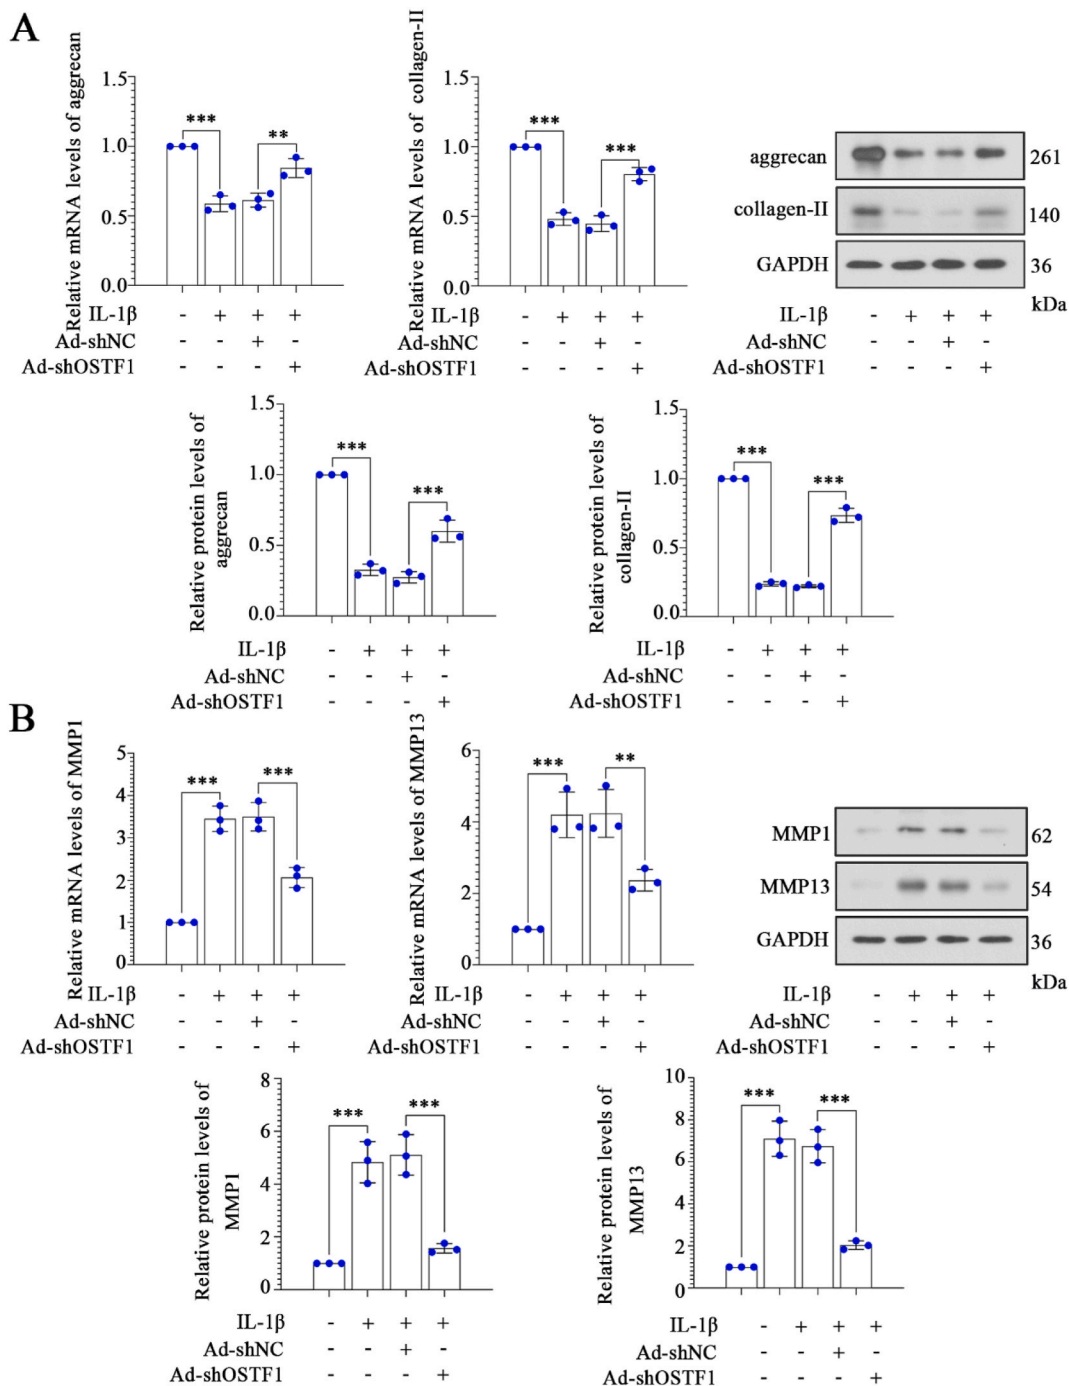 A
Relative mRNA levels of aggrecan
1.5
1.0
0.5
0.0
*** **
IL-1β - + + +
Ad-shNC - - + -
Ad-shOSTF1 - - - +
Relative mRNA levels of collagen-II
1.5
1.0
0.5
0.0
*** ***
IL-1β - + + +
Ad-shNC - - + -
Ad-shOSTF1 - - - +
aggrecan 261
collagen-II 140
GAPDH 36
kDa
IL-1β - + + +
Ad-shNC - - + -
Ad-shOSTF1 - - - +
Relative protein levels of
aggrecan
1.5
1.0
0.5
0.0
*** ***
IL-1β - + + +
Ad-shNC - - + -
Ad-shOSTF1 - - - +
Relative protein levels of
collagen-II
1.5
1.0
0.5
0.0
*** ***
IL-1β - + + +
Ad-shNC - - + -
Ad-shOSTF1 - - - +
B
Relative mRNA levels of MMP1
5
4
3
2
1
0
*** ***
IL-1β - + + +
Ad-shNC - - + -
Ad-shOSTF1 - - - +
Relative mRNA levels of MMP13
6
4
2
0
*** **
IL-1β - + + +
Ad-shNC - - + -
Ad-shOSTF1 - - - +
MMP1 62
MMP13 54
GAPDH 36
kDa
IL-1β - + + +
Ad-shNC - - + -
Ad-shOSTF1 - - - +
Relative protein levels of
MMP1
8
6
4
2
0
*** ***
IL-1β - + + +
Ad-shNC - - + -
Ad-shOSTF1 - - - +
Relative protein levels of
MMP13
10
8
6
4
2
0
*** ***
IL-1β - + + +
Ad-shNC - - + -
Ad-shOSTF1 - - - +